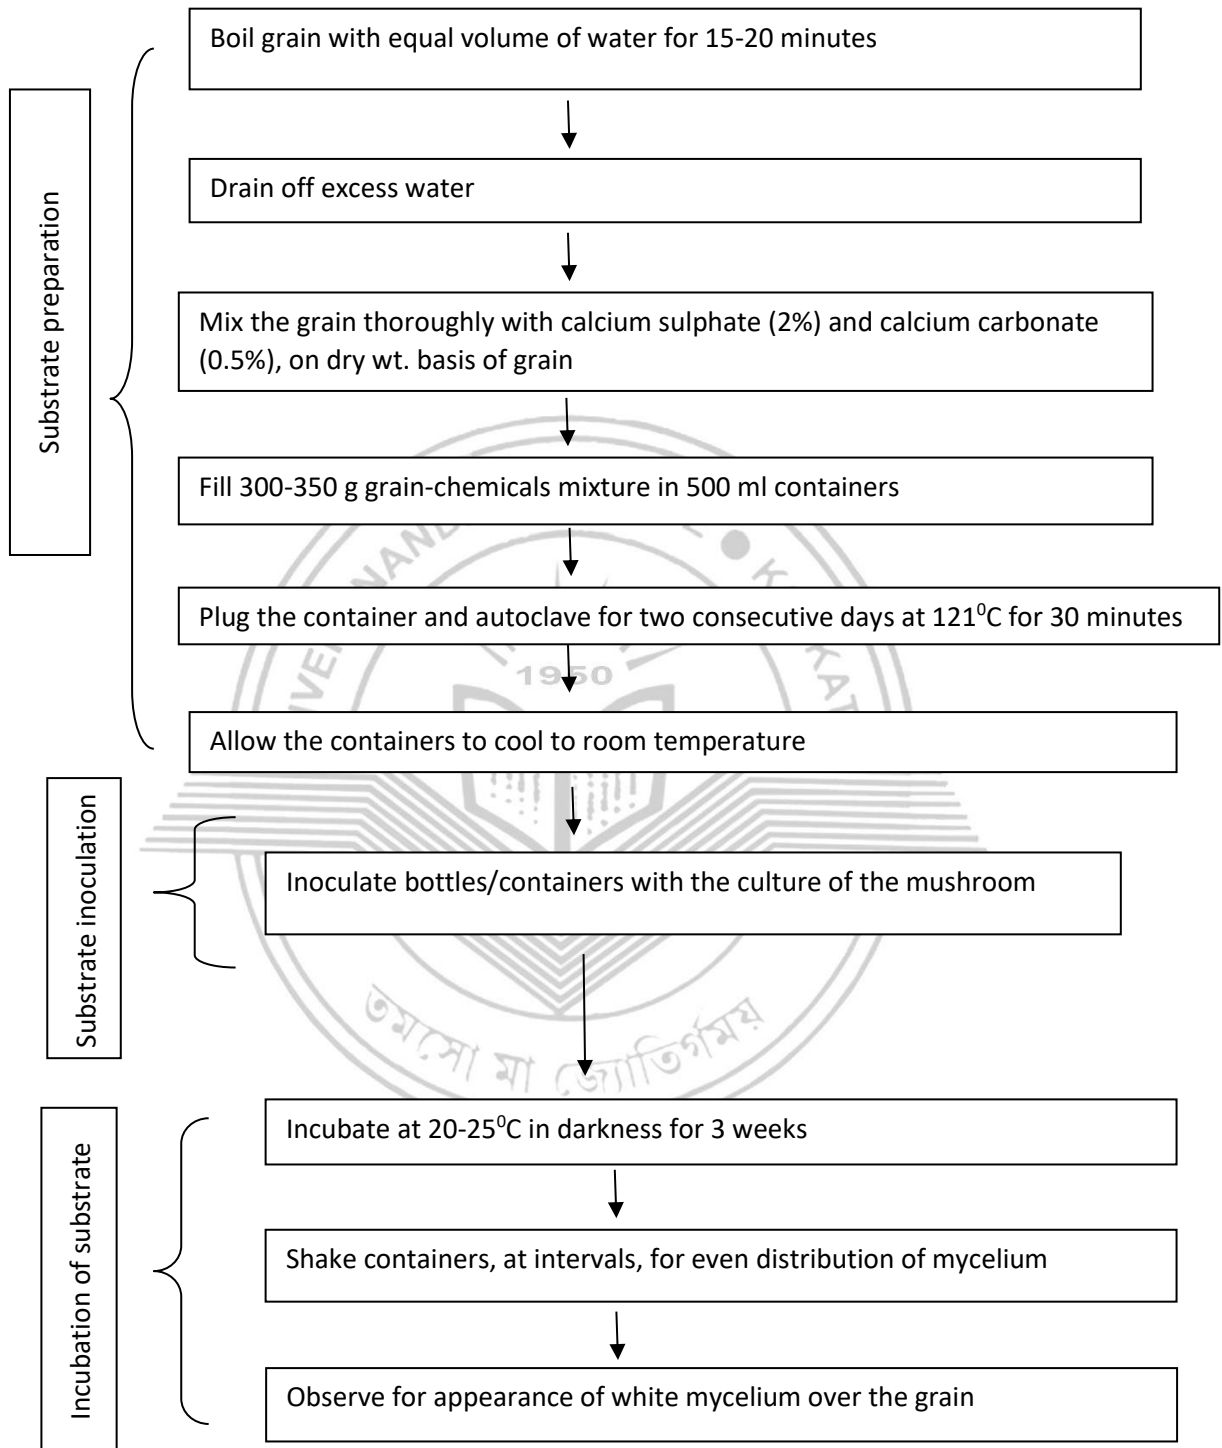 Substrate preparation
Boil grain with equal volume of water for 15-20 minutes
Drain off excess water
Mix the grain thoroughly with calcium sulphate (2%) and calcium carbonate
(0.5%), on dry wt. basis of grain
Fill 300-350 g grain-chemicals mixture in 500 ml containers
Plug the container and autoclave for two consecutive days at 121⁰C for 30 minutes
1950
Allow the containers to cool to room temperature
Substrate inoculation
Inoculate bottles/containers with the culture of the mushroom
তমসো মা জ্যোতির্গময়
Incubation of substrate
Incubate at 20-25⁰C in darkness for 3 weeks
Shake containers, at intervals, for even distribution of mycelium
Observe for appearance of white mycelium over the grain